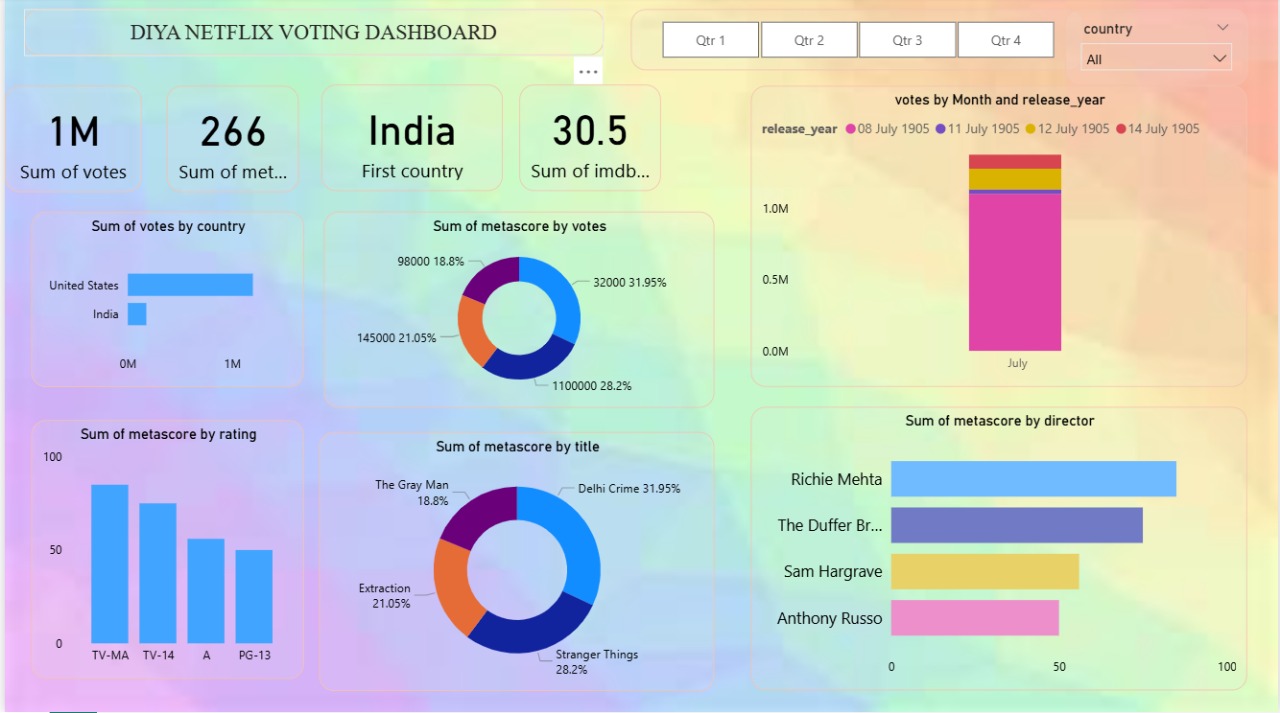 DIYA NETFLIX VOTING DASHBOARD
Qtr 1
Qtr 2
Qtr 3
Qtr 4
country
All
...
1M
Sum of votes
266
Sum of met...
India
First country
30.5
Sum of imdb...
votes by Month and release_year
release_year 08 July 1905 11 July 1905 12 July 1905 14 July 1905
1.0M
0.5M
0.0M
July
Sum of votes by country
United States
India
0M 1M
Sum of metascore by votes
98000 18.8%
32000 31.95%
145000 21.05%
1100000 28.2%
Sum of metascore by rating
100
50
0
TV-MA TV-14 A PG-13
Sum of metascore by title
The Gray Man
18.8%
Delhi Crime 31.95%
Extraction
21.05%
Stranger Things
28.2%
Sum of metascore by director
Richie Mehta
The Duffer Br...
Sam Hargrave
Anthony Russo
0 50 100